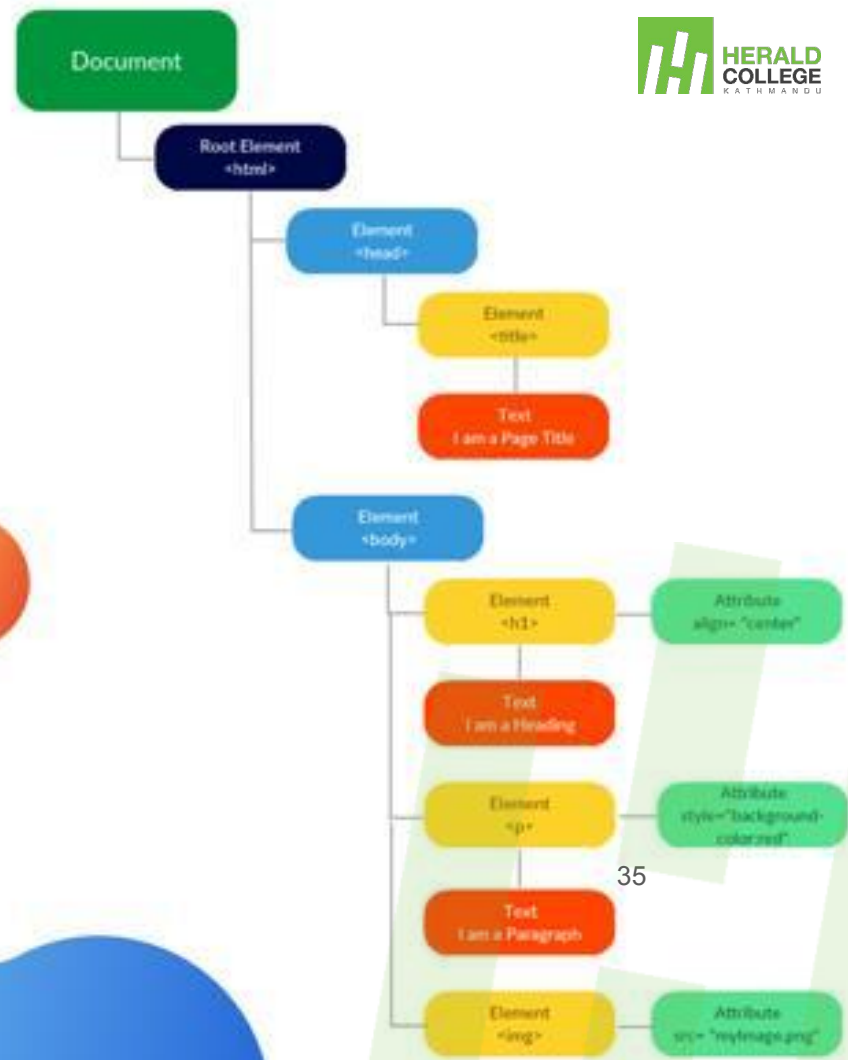 Document
HERALD
COLLEGE
KATHMANDU
Root Element
<html>
Element
<head>
Element
<title>
Text
I am a Page Title
Element
<body>
Element
<h1>
Attribute
align= "center"
Text
I am a Heading
Element
<p>
Attribute
style="background-
color:red"
35
Text
I am a Paragraph
Element
<img>
Attribute
src= "myImage.png"